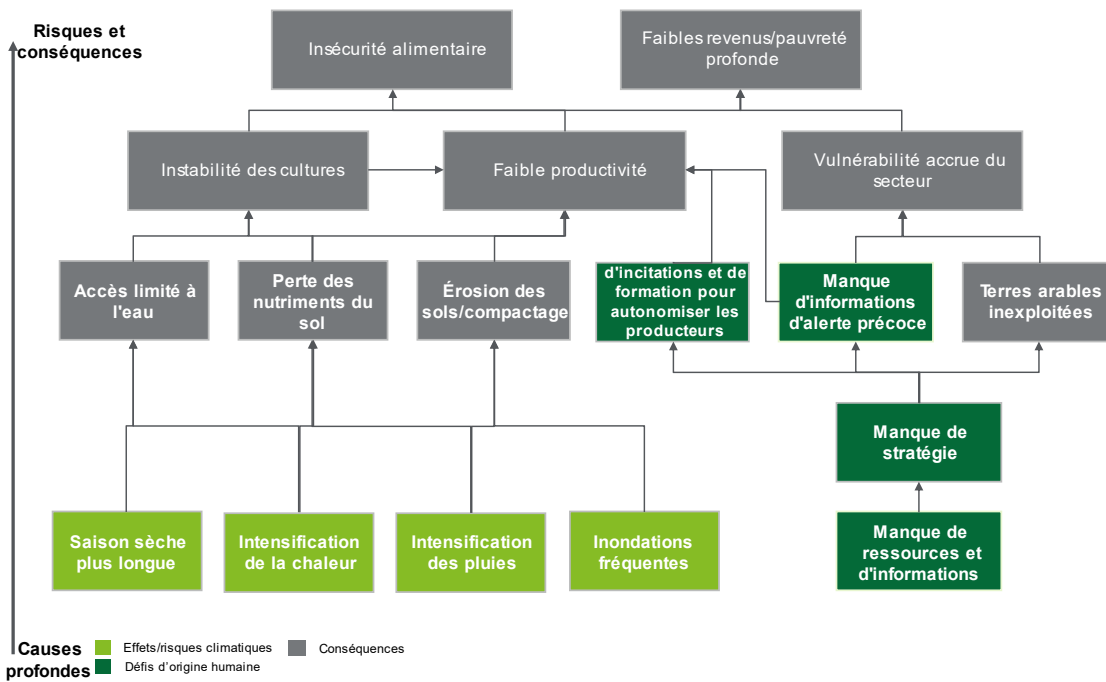 Risques et
conséquences
Insécurité alimentaire
Faibles revenus/pauvreté
profonde
Instabilité des cultures
Faible productivité
Vulnérabilité accrue du
secteur
Accès limité à
l'eau
Perte des
nutriments du
sol
Érosion des
sols/compactage
d'incitations et de
formation pour
autonomiser les
producteurs
Manque
d'informations
d'alerte précoce
Terres arables
inexploitées
Manque de
stratégie
Saison sèche
plus longue
Intensification
de la chaleur
Intensification
des pluies
Inondations
fréquentes
Manque de
ressources et
d'informations
Causes
profondes
Effets/risques climatiques
Conséquences
Défis d’origine humaine